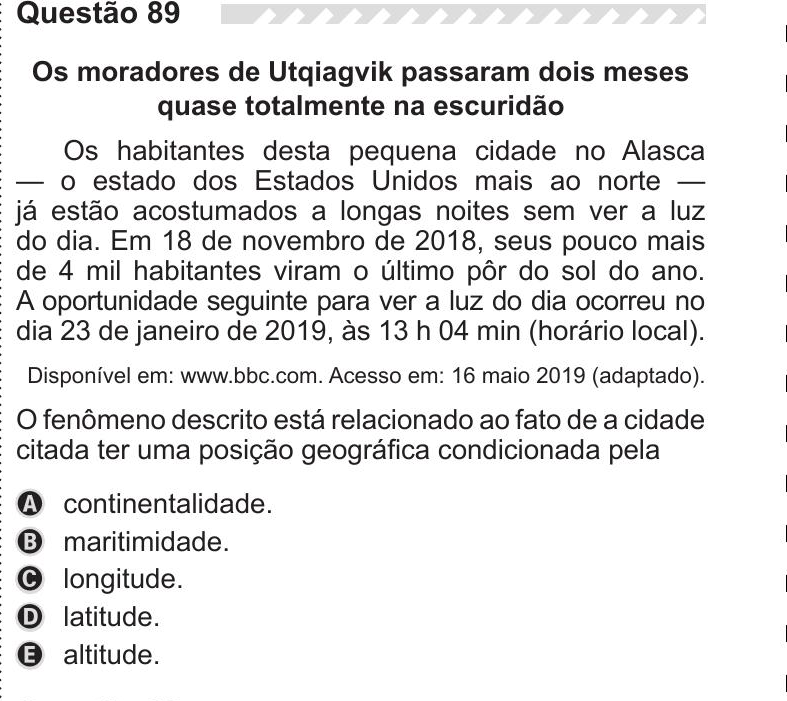 Questão 89
Os moradores de Utqiagvik passaram dois meses
quase totalmente na escuridão
Os habitantes desta pequena cidade no Alasca
— o estado dos Estados Unidos mais ao norte —
já estão acostumados a longas noites sem ver a luz
do dia. Em 18 de novembro de 2018, seus pouco mais
de 4 mil habitantes viram o último pôr do sol do ano.
A oportunidade seguinte para ver a luz do dia ocorreu no
dia 23 de janeiro de 2019, às 13 h 04 min (horário local).
Disponível em: www.bbc.com. Acesso em: 16 maio 2019 (adaptado).
O fenômeno descrito está relacionado ao fato de a cidade
citada ter uma posição geográfica condicionada pela
A continentalidade.
B maritimidade.
C longitude.
D latitude.
E altitude.